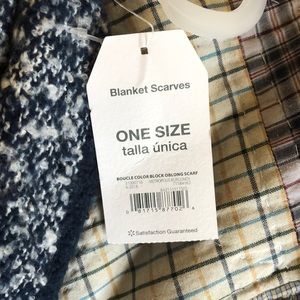 Blanket Scarves
ONE SIZE
talla única
BOUCLE COLOR BLOCK OBLONG SCARF
Satisfaction Guaranteed